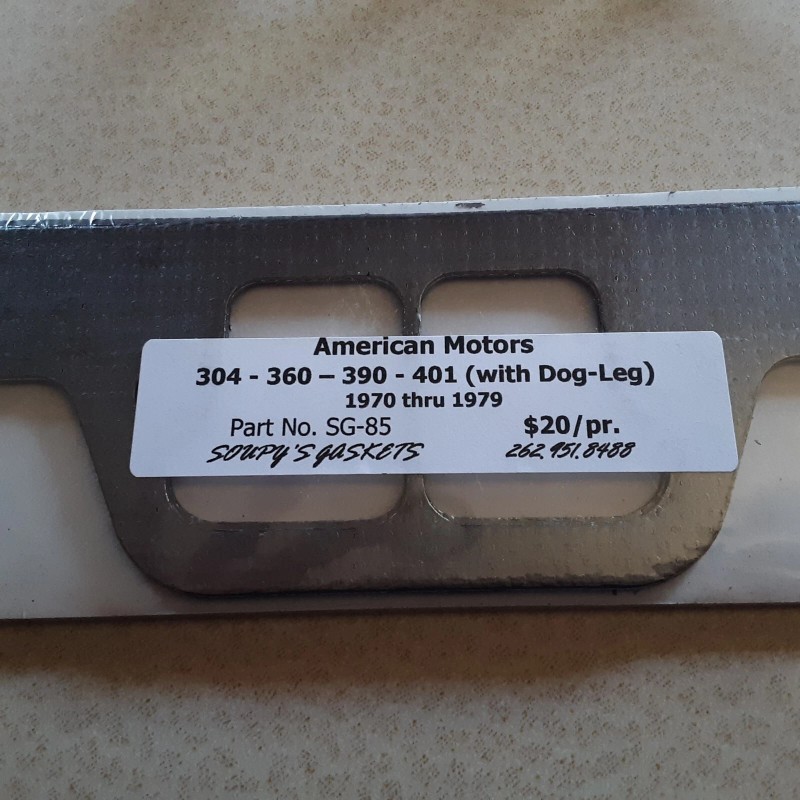 American Motors
304 - 360 – 390 - 401 (with Dog-Leg)
1970 thru 1979
Part No. SG-85 $20/pr.
SOUPY'S GASKETS 262.951.8488